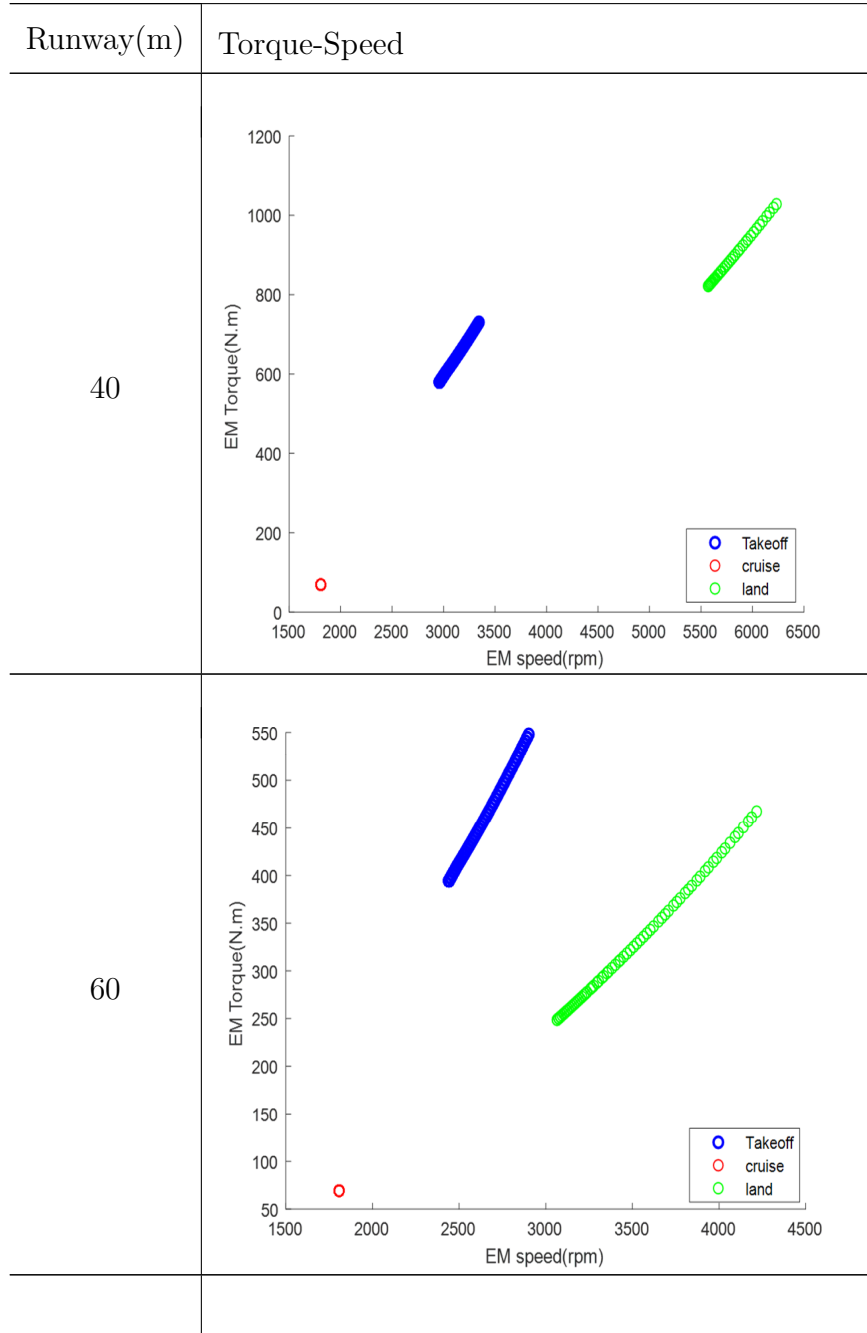 Runway(m) Torque-Speed
40
1200
1000
800
600
400
200
0
EM Torque(N.m)
1500 2000 2500 3000 3500 4000 4500 5000 5500 6000 6500
EM speed(rpm)
Takeoff
cruise
land
60
550
500
450
400
350
300
250
200
150
100
50
EM Torque(N.m)
1500 2000 2500 3000 3500 4000 4500
EM speed(rpm)
Takeoff
cruise
land